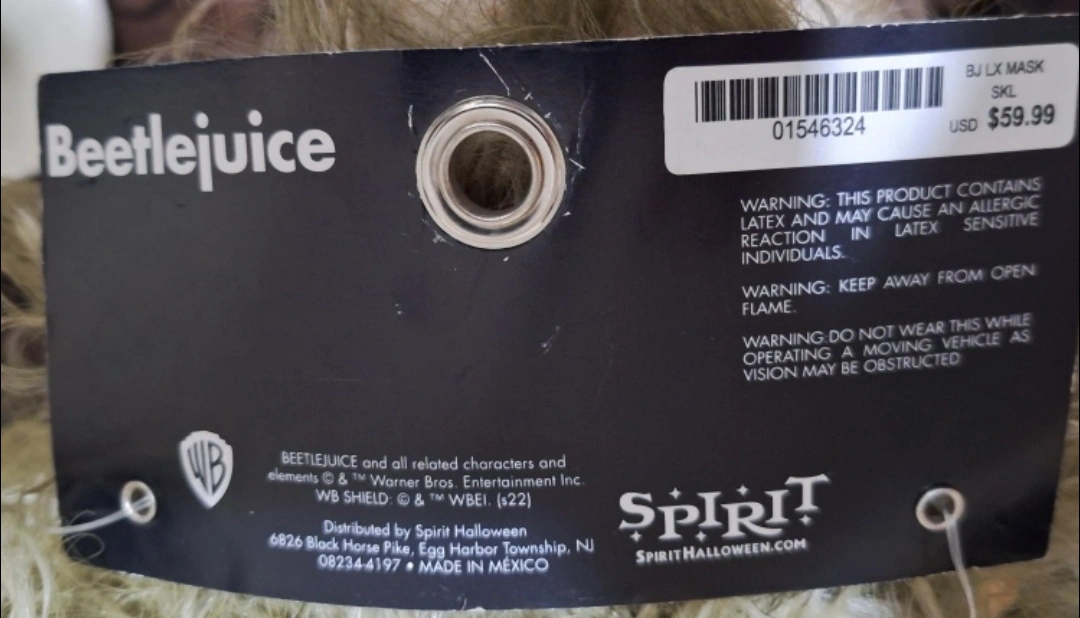 Beetlejuice
BJ LX MASK
SKL
01546324
USD $59.99
WARNING: THIS PRODUCT CONTAINS
LATEX AND MAY CAUSE AN ALLERGIC
REACTION IN LATEX SENSITIVE
INDIVIDUALS.
WARNING: KEEP AWAY FROM OPEN
FLAME.
WARNING:DO NOT WEAR THIS WHILE
OPERATING A MOVING VEHICLE AS
VISION MAY BE OBSTRUCTED
WB
BEETLEJUICE and all related characters and
elements © & ™ Warner Bros. Entertainment Inc.
WB SHIELD: © & ™ WBEI. (s22)
Distributed by Spirit Halloween
6826 Black Horse Pike, Egg Harbor Township, NJ
08234-4197 • MADE IN MÉXICO
SPIRIT
SPIRITHALLOWEEN.COM